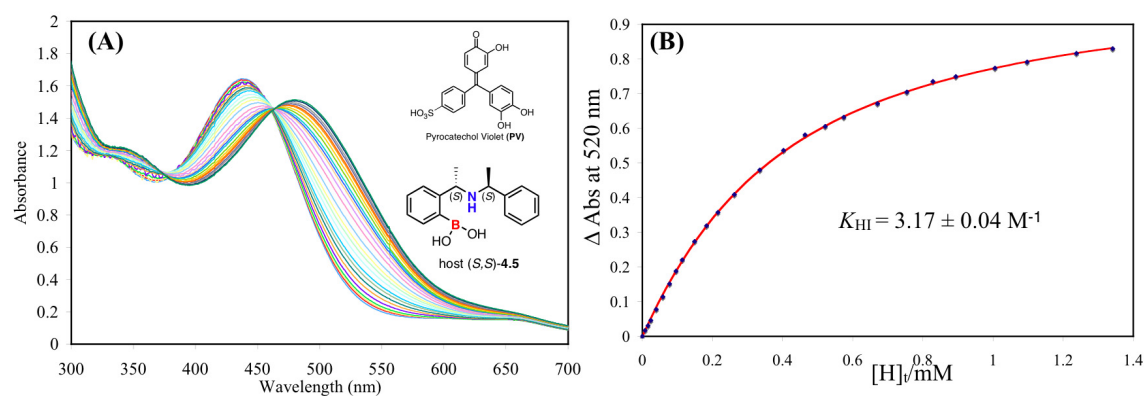 (A)
Absorbance
2
1.8
1.6
1.4
1.2
1
0.8
0.6
0.4
0.2
0
300 350 400 450 500 550 600 650 700
Wavelength (nm)
O
OH
HO₃S
OH
OH
Pyrocatechol Violet (PV)
(S) N (S)
H
B
HO OH
host (S,S)-4.5
(B)
Δ Abs at 520 nm
0.9
0.8
0.7
0.6
0.5
0.4
0.3
0.2
0.1
0
0 0.2 0.4 0.6 0.8 1 1.2 1.4
[H]ₜ/mM
K_HI = 3.17 ± 0.04 M⁻¹